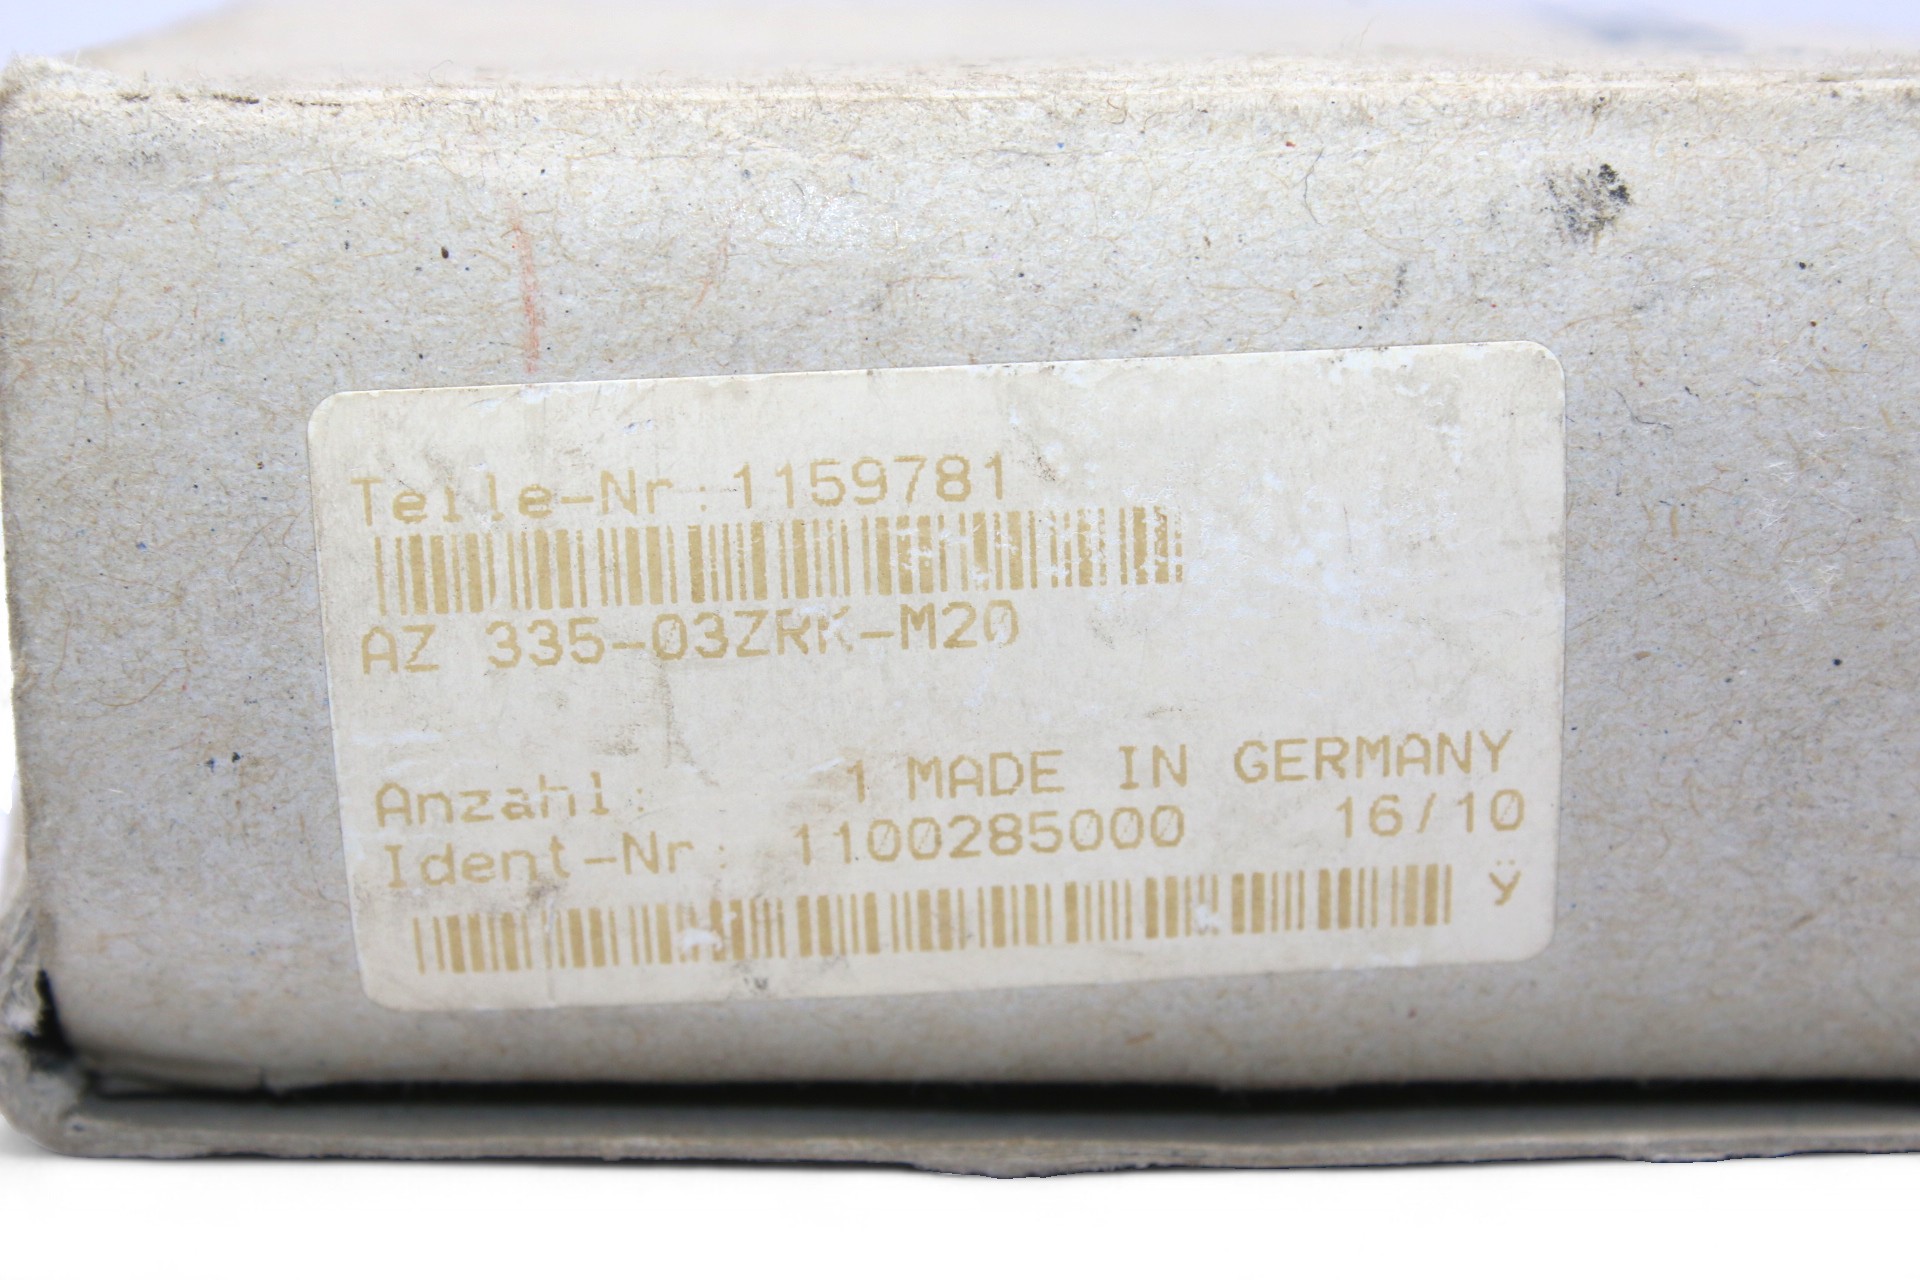 Teile-Nr:1159781
AZ 335-03ZRK-M20
Anzahl: 1 MADE IN GERMANY
Ident-Nr: 1100285000 16/10
ÿ